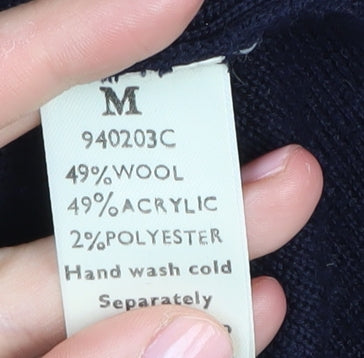 M
940203C
49%WOOL
49%ACRYLIC
2%POLYESTER
Hand wash cold
Separately